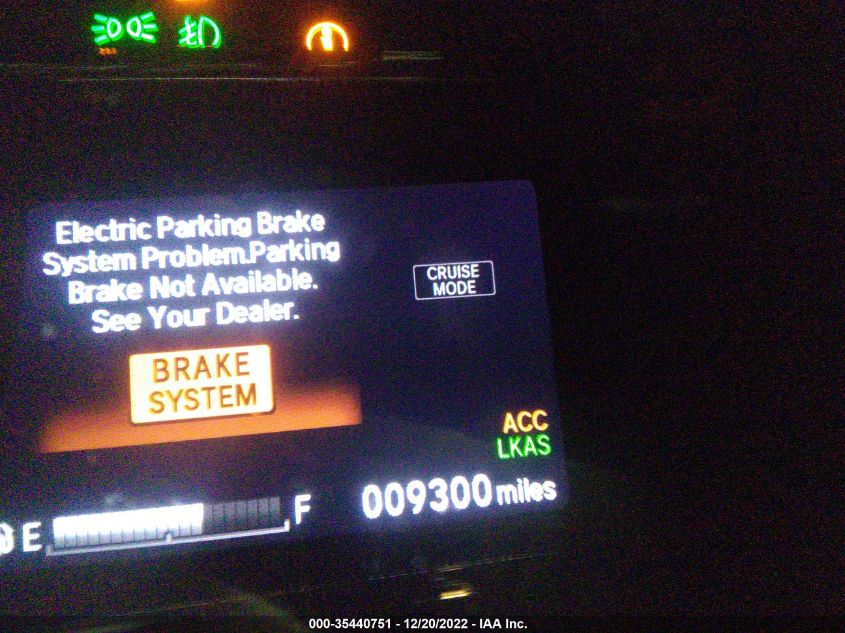 Electric Parking Brake
System Problem.Parking
Brake Not Available.
See Your Dealer.
BRAKE
SYSTEM
CRUISE
MODE
ACC
LKAS
E
F
009300 miles
000-35440751 - 12/20/2022 - IAA Inc.